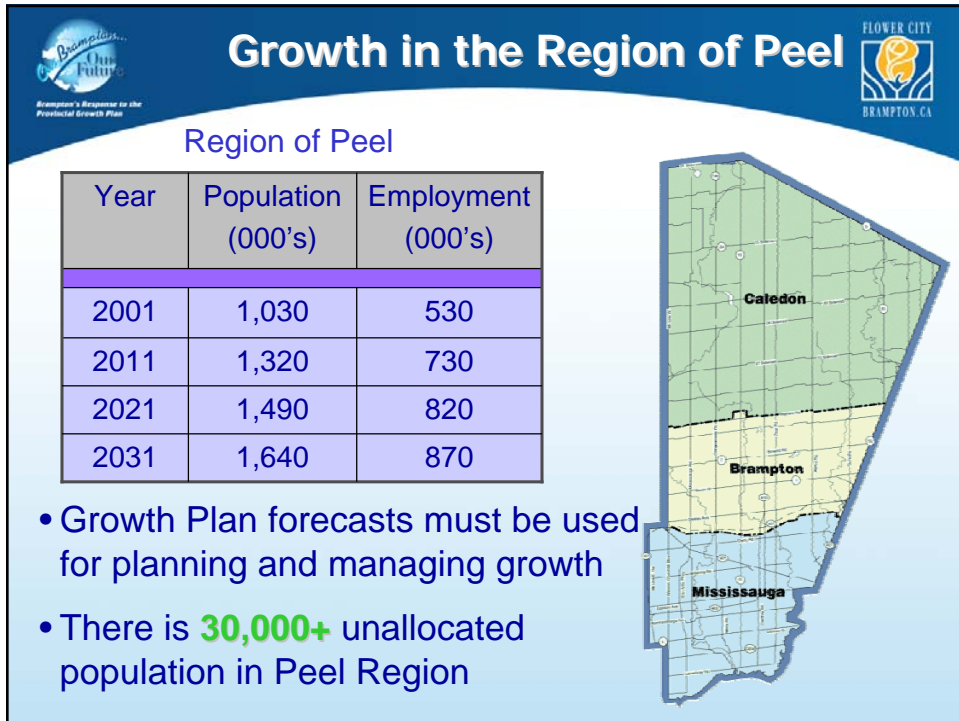 Brampton...
Our
Future
Brampton's Response to the
Provincial Growth Plan
Growth in the Region of Peel
FLOWER CITY
BRAMPTON.CA
Region of Peel
Year Population Employment
(000's) (000's)
2001 1,030 530
2011 1,320 730
2021 1,490 820
2031 1,640 870
• Growth Plan forecasts must be used
for planning and managing growth
• There is 30,000+ unallocated
population in Peel Region
Caledon
Brampton
Mississauga